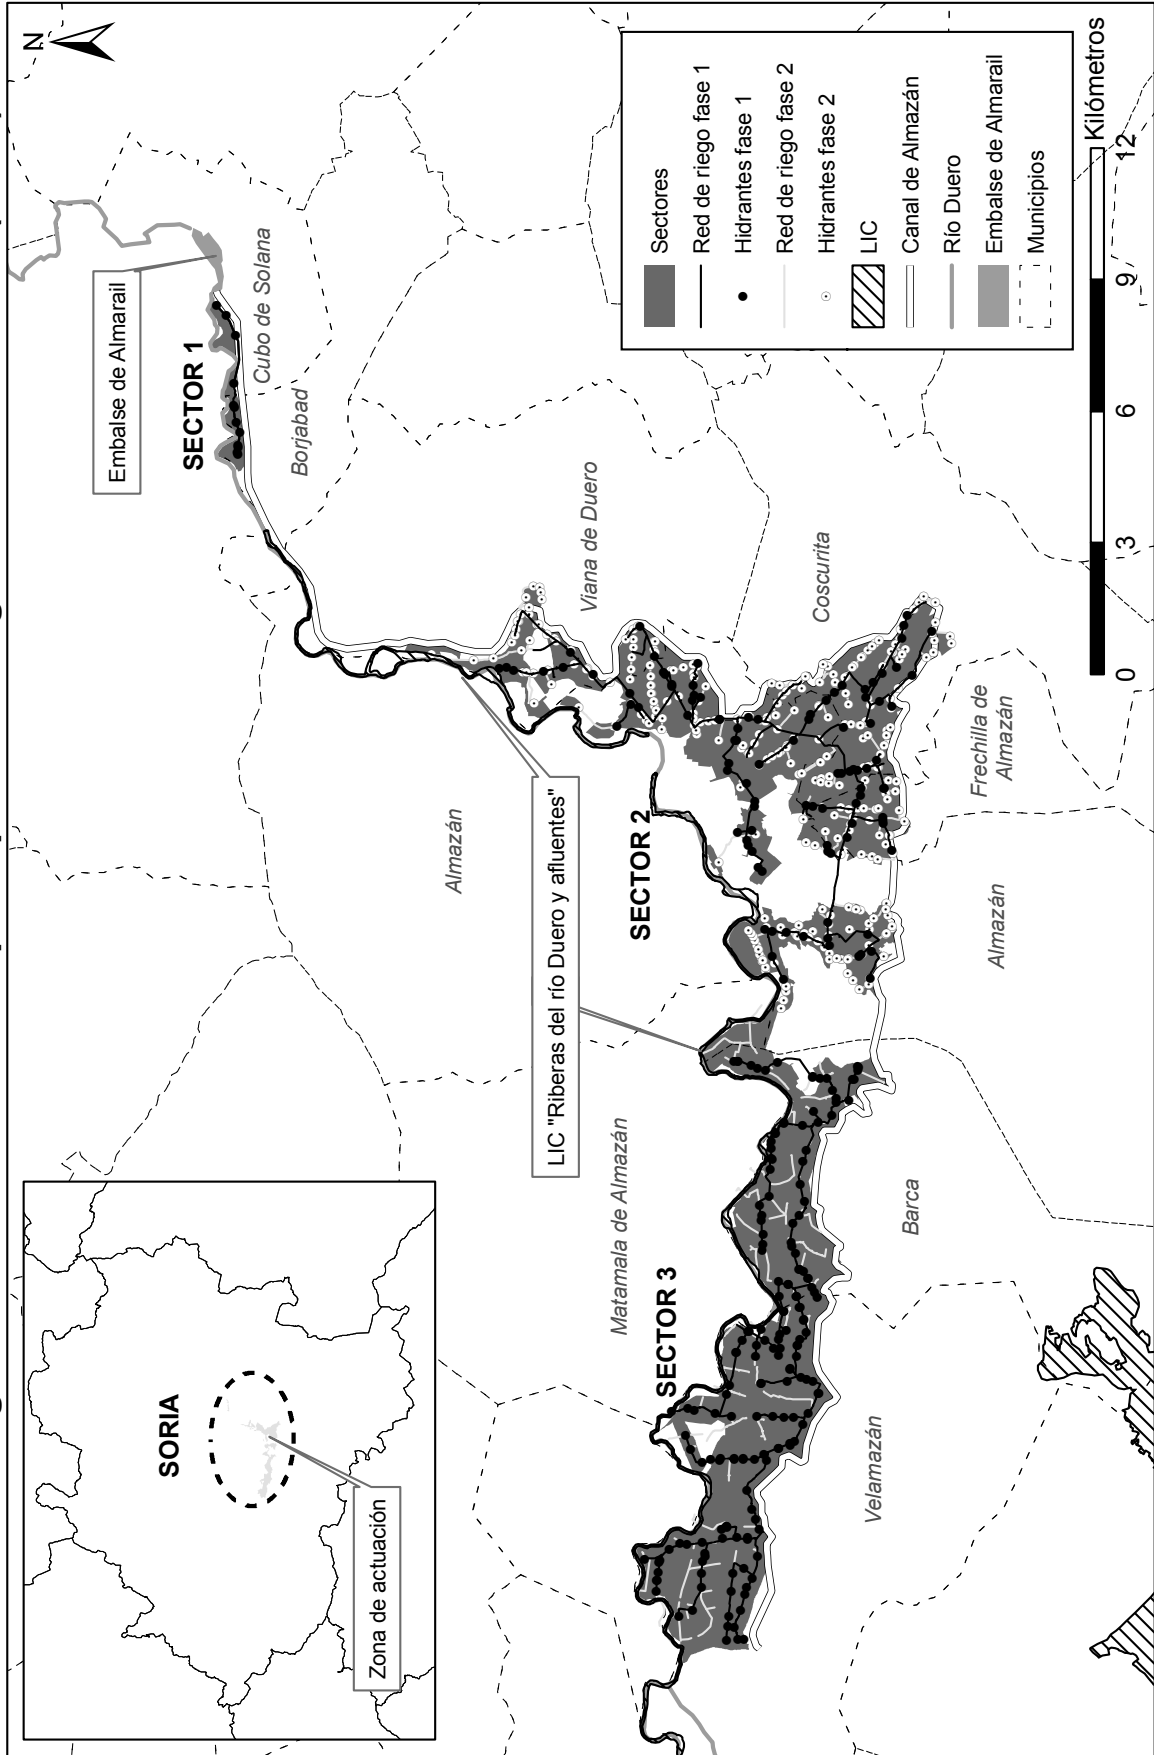 N
SORIA
Zona de actuación
Embalse de Almarail
SECTOR 1
Cubo de Solana
Borjabad
Almazán
Viana de Duero
LIC "Riberas del río Duero y afluentes"
Matamala de Almazán
SECTOR 2
SECTOR 3
Coscurita
Frechilla de
Almazán
Almazán
Barca
Velamazán
Sectores
Red de riego fase 1
Hidrantes fase 1
Red de riego fase 2
Hidrantes fase 2
LIC
Canal de Almazán
Río Duero
Embalse de Almarail
Municipios
0 3 6 9 12
Kilómetros